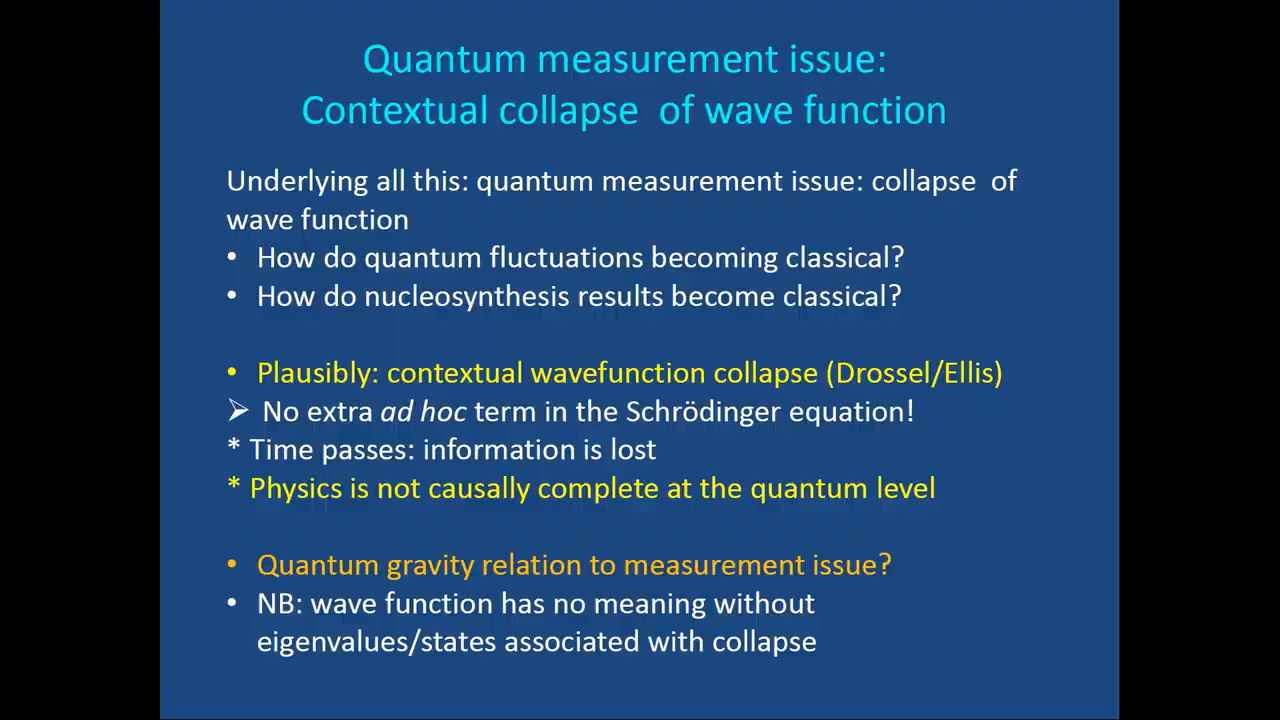 Quantum measurement issue:
Contextual collapse of wave function
Underlying all this: quantum measurement issue: collapse of
wave function
• How do quantum fluctuations becoming classical?
• How do nucleosynthesis results become classical?
• Plausibly: contextual wavefunction collapse (Drossel/Ellis)
➢ No extra ad hoc term in the Schrödinger equation!
* Time passes: information is lost
* Physics is not causally complete at the quantum level
• Quantum gravity relation to measurement issue?
• NB: wave function has no meaning without
eigenvalues/states associated with collapse